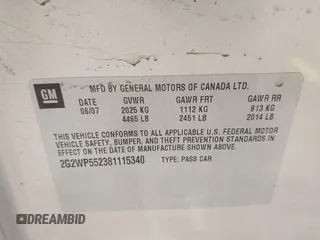 GM
MFD BY GENERAL MOTORS OF CANADA LTD.
DATE GVWR GAWR FRT GAWR RR
06/07 2025 KG 1112 KG 913 KG
4465 LB 2451 LB 2014 LB
THIS VEHICLE CONFORMS TO ALL APPLICABLE U.S. FEDERAL MOTOR
VEHICLE SAFETY, BUMPER, AND THEFT PREVENTION STANDARDS IN
EFFECT ON THE DATE OF MANUFACTURE SHOWN ABOVE.
2G2WP552381115340 TYPE: PASS CAR
DREAMBID